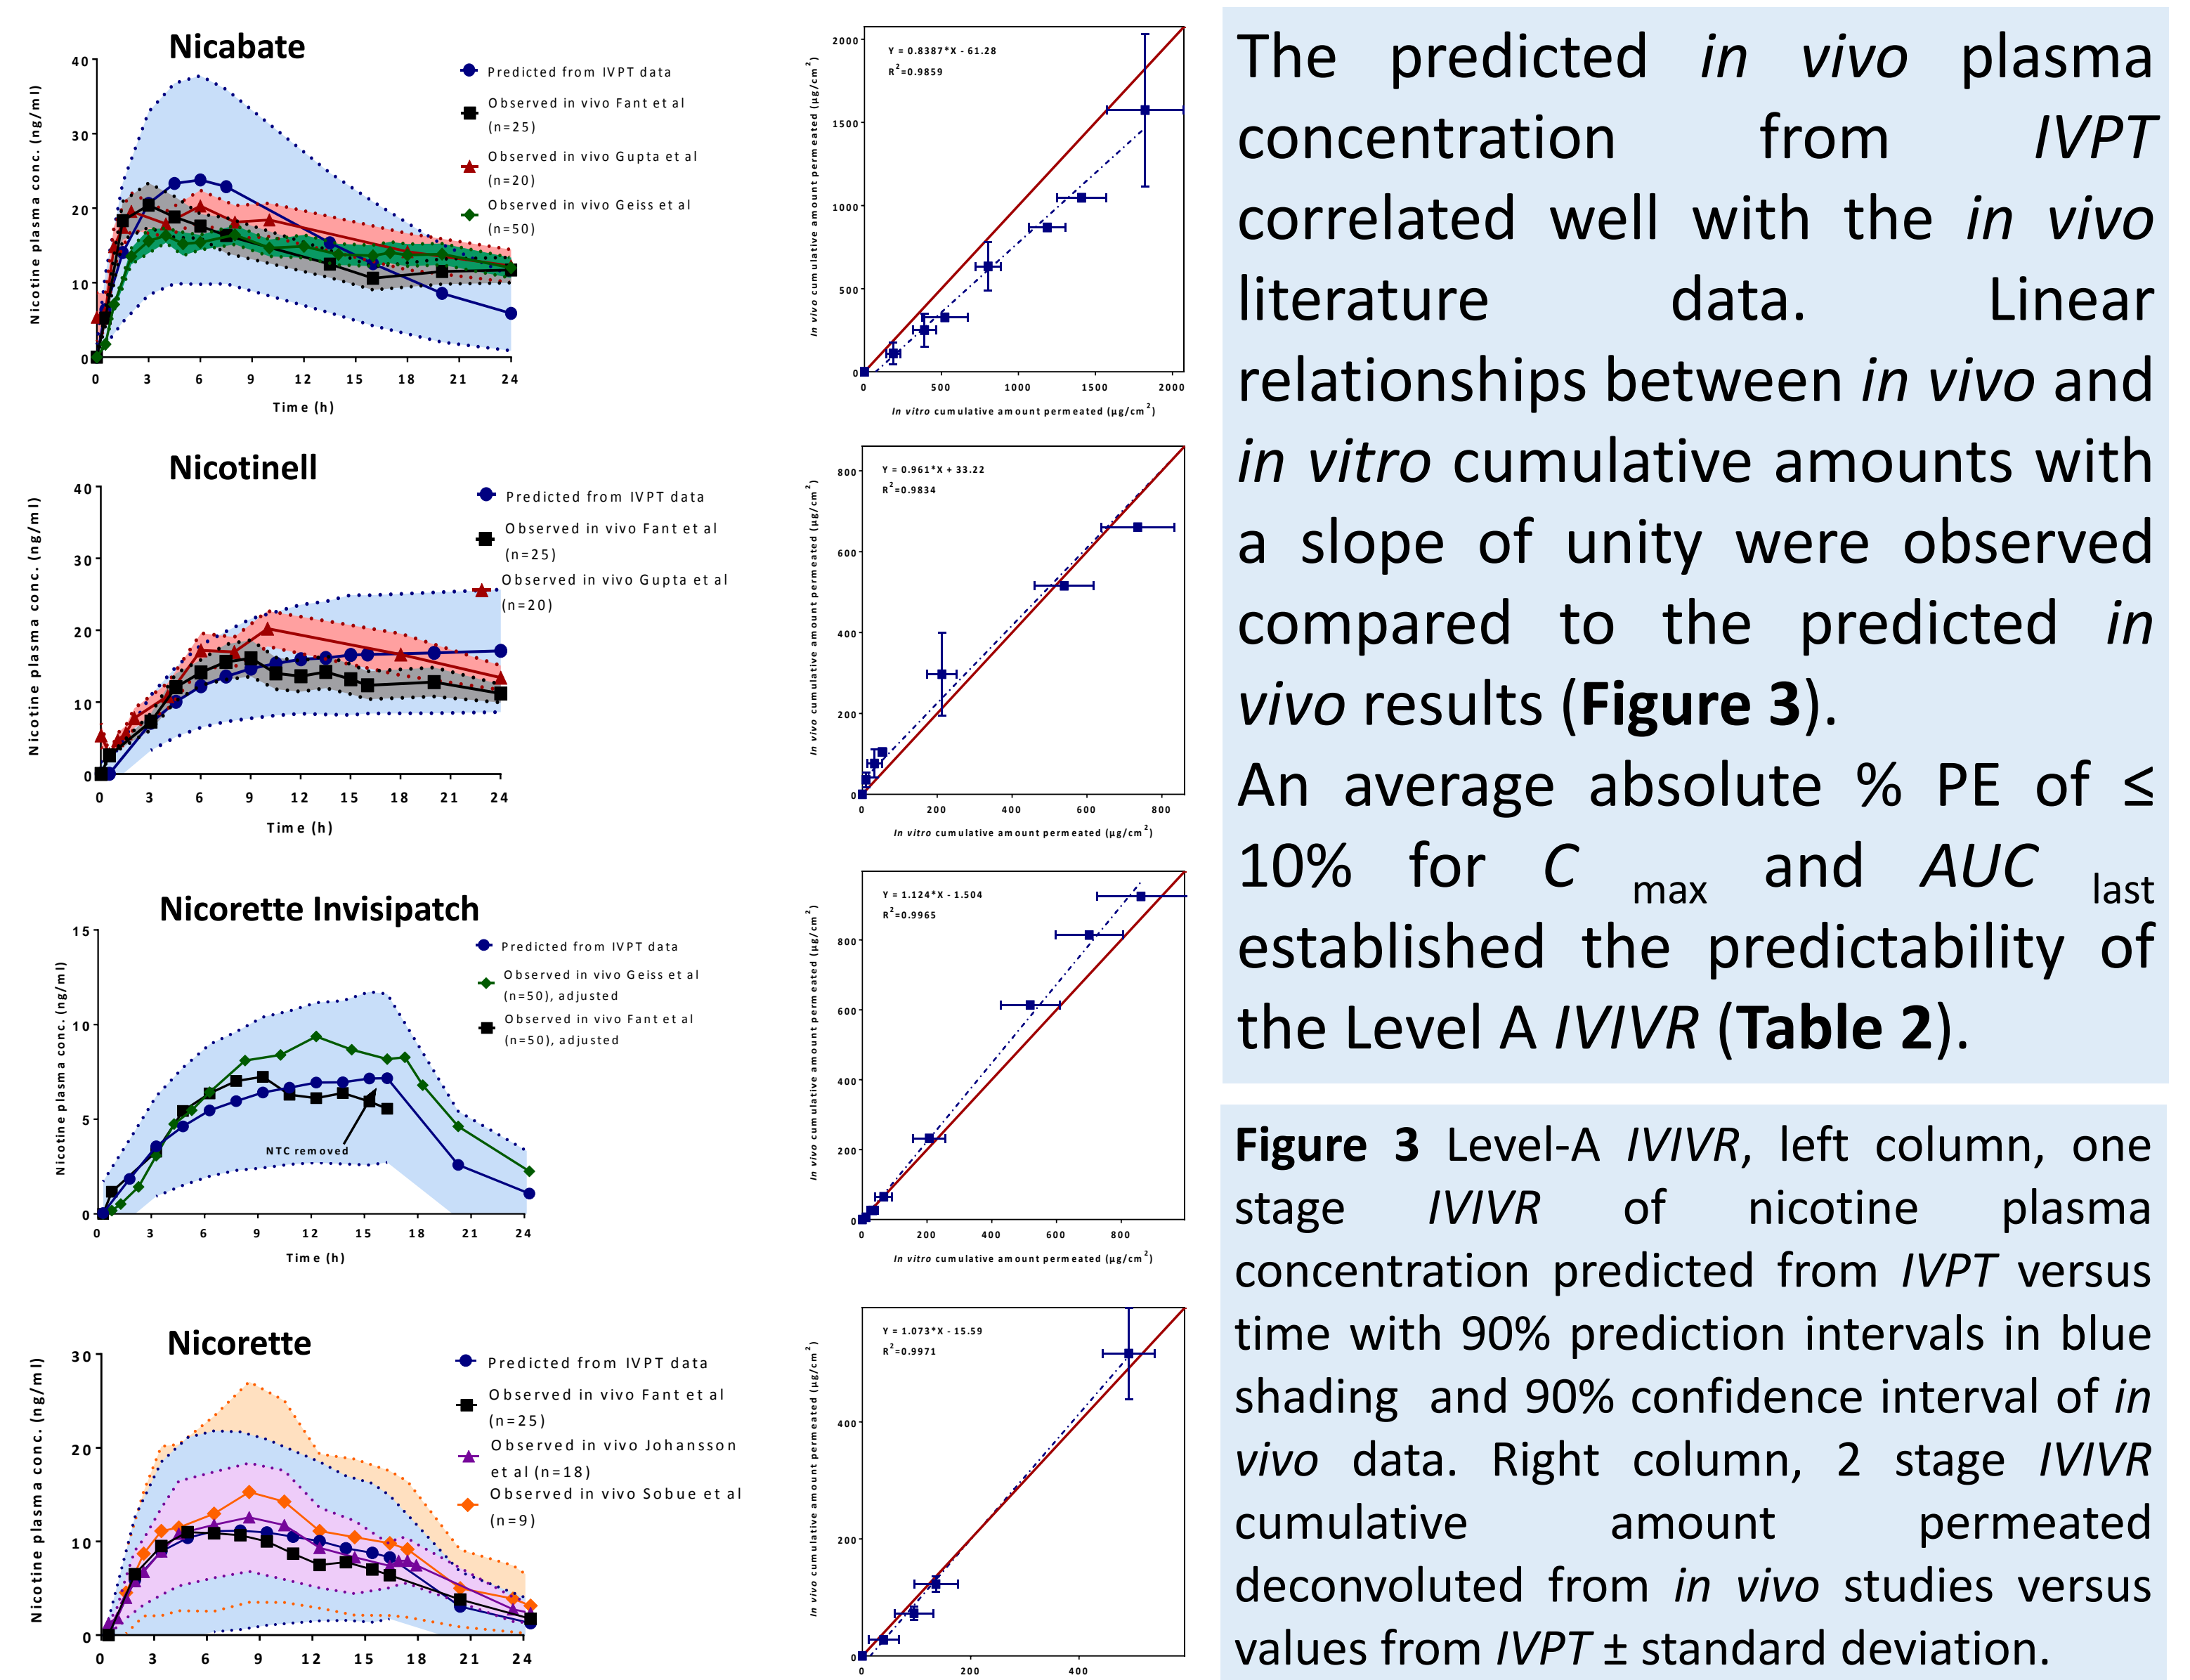 Nicabate
Nicotine plasma conc. (ng/ml)
40
30
20
10
0
0 3 6 9 12 15 18 21 24
Time (h)
Predicted from IVPT data
Observed in vivo Fant et al
(n=25)
Observed in vivo Gupta et al
(n=20)
Observed in vivo Geiss et al
(n=50)
Y = 0.8387*X - 61.28
R²=0.9859
In vivo cumulative amount permeated (µg/cm²)
2000
1500
1000
500
0
0 500 1000 1500 2000
In vitro cumulative amount permeated (µg/cm²)
Nicotinell
Nicotine plasma conc. (ng/ml)
40
30
20
10
0
0 3 6 9 12 15 18 21 24
Time (h)
Predicted from IVPT data
Observed in vivo Fant et al
(n=25)
Observed in vivo Gupta et al
(n=20)
Y = 0.961*X + 33.22
R²=0.9834
In vivo cumulative amount permeated (µg/cm²)
800
600
400
200
0
0 200 400 600 800
In vitro cumulative amount permeated (µg/cm²)
Nicorette Invisipatch
Nicotine plasma conc. (ng/ml)
15
10
5
0
0 3 6 9 12 15 18 21 24
Time (h)
Predicted from IVPT data
Observed in vivo Geiss et al
(n=50), adjusted
Observed in vivo Fant et al
(n=50), adjusted
NTC removed
Y = 1.124*X - 1.504
R²=0.9965
In vivo cumulative amount permeated (µg/cm²)
800
600
400
200
0
0 200 400 600 800
In vitro cumulative amount permeated (µg/cm²)
Nicorette
Nicotine plasma conc. (ng/ml)
30
20
10
0
0 3 6 9 12 15 18 21 24
Predicted from IVPT data
Observed in vivo Fant et al
(n=25)
Observed in vivo Johansson
et al (n=18)
Observed in vivo Sobue et al
(n=9)
Y = 1.073*X - 15.59
R²=0.9971
In vivo cumulative amount permeated (µg/cm²)
400
200
0
0 200 400
The predicted in vivo plasma
concentration from IVPT
correlated well with the in vivo
literature data. Linear
relationships between in vivo and
in vitro cumulative amounts with
a slope of unity were observed
compared to the predicted in
vivo results (Figure 3).
An average absolute % PE of ≤
10% for C max and AUC last
established the predictability of
the Level A IVIVR (Table 2).
Figure 3 Level-A IVIVR, left column, one
stage IVIVR of nicotine plasma
concentration predicted from IVPT versus
time with 90% prediction intervals in blue
shading and 90% confidence interval of in
vivo data. Right column, 2 stage IVIVR
cumulative amount permeated
deconvoluted from in vivo studies versus
values from IVPT ± standard deviation.